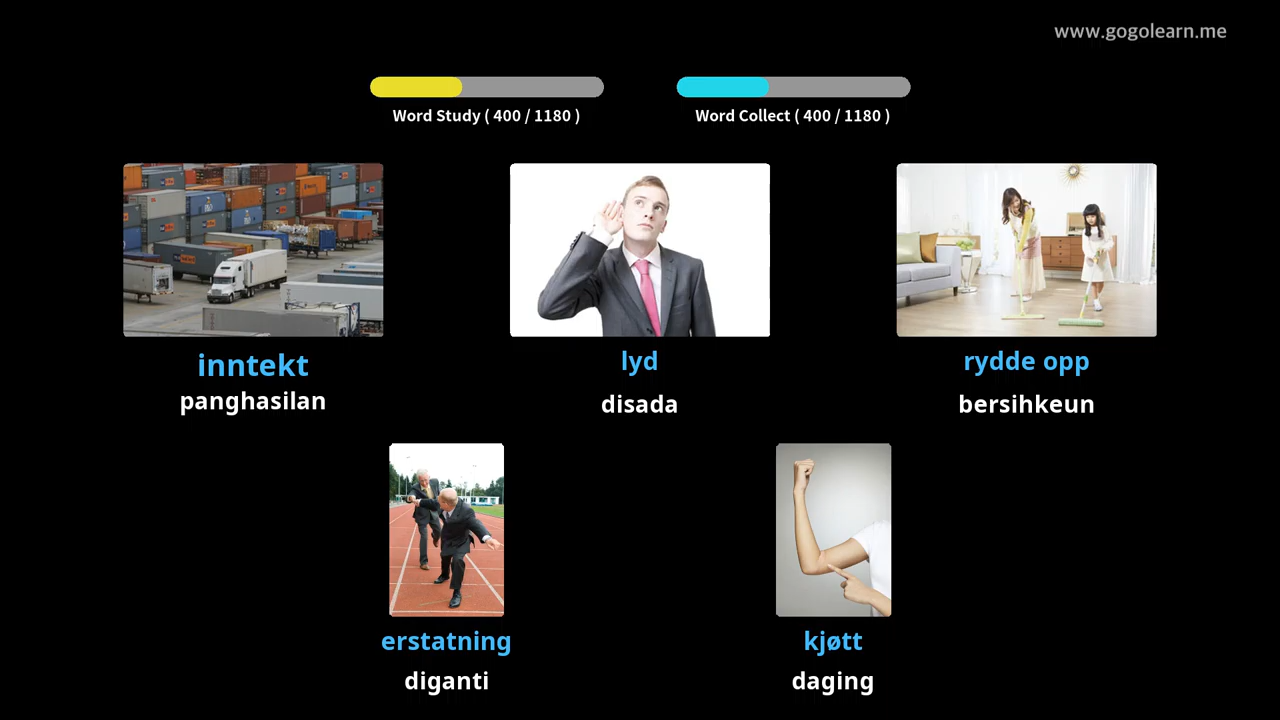 www.gogolearn.me
Word Study ( 400 / 1180 )
Word Collect ( 400 / 1180 )
inntekt
panghasilan
lyd
disada
rydde opp
bersihkeun
erstatning
diganti
kjøtt
daging